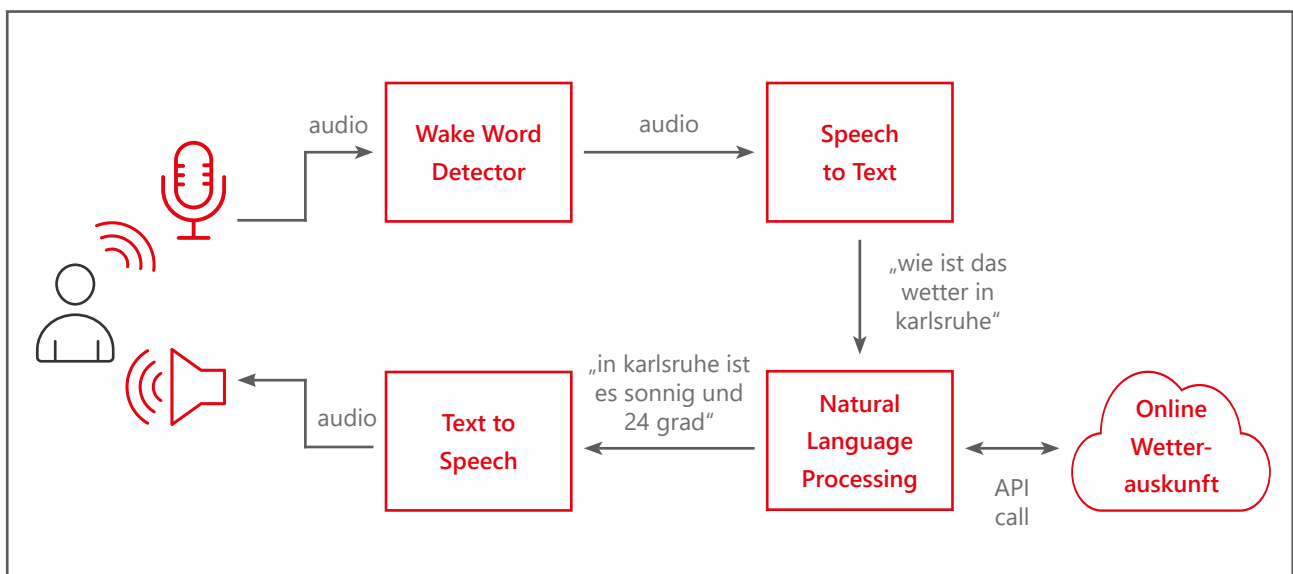 audio
Wake Word
Detector
audio
Speech
to Text
„wie ist das
wetter in
karlsruhe“
Natural
Language
Processing
API
call
Online
Wetter-
auskunft
„in karlsruhe ist
es sonnig und
24 grad“
Text to
Speech
audio